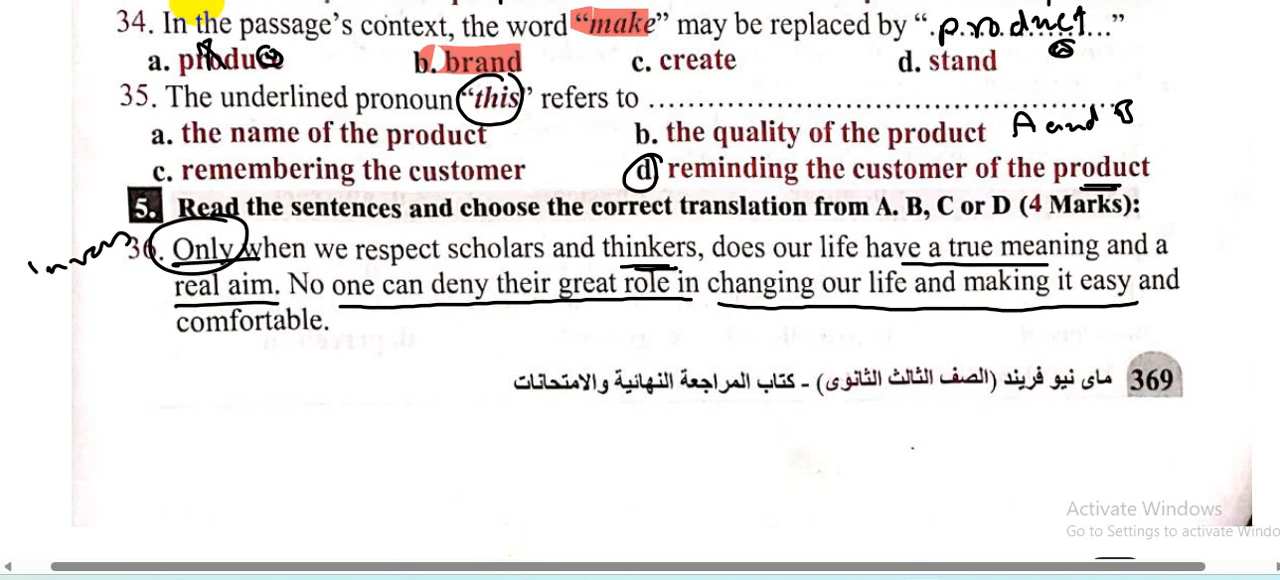 34. In the passage's context, the word "make" may be replaced by ".product..."
a. produce b. brand c. create d. stand
35. The underlined pronoun "this" refers to ..........................................
a. the name of the product b. the quality of the product A and B
c. remembering the customer d. reminding the customer of the product
5. Read the sentences and choose the correct translation from A, B, C or D (4 Marks):
36. Only when we respect scholars and thinkers, does our life have a true meaning and a
real aim. No one can deny their great role in changing our life and making it easy and
comfortable.
369 ماى نيو فريند (الصف الثالث الثانوى) - كتاب المراجعة النهائية والامتحانات
Activate Windows
Go to Settings to activate Windo